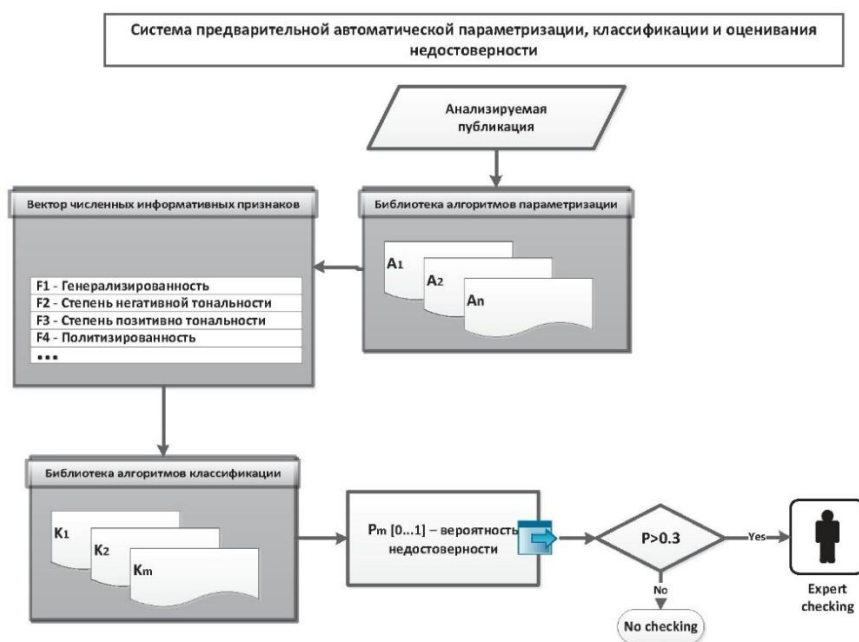 Система предварительной автоматической параметризации, классификации и оценивания
недостоверности
Анализируемая
публикация
Библиотека алгоритмов параметризации
A1
A2
An
Вектор численных информативных признаков
F1 - Генерализированность
F2 - Степень негативной тональности
F3 - Степень позитивно тональности
F4 - Политизированность
...
Библиотека алгоритмов классификации
K1
K2
Km
Pm [0...1] – вероятность
недостоверности
P>0.3
Yes
No
No checking
Expert
checking